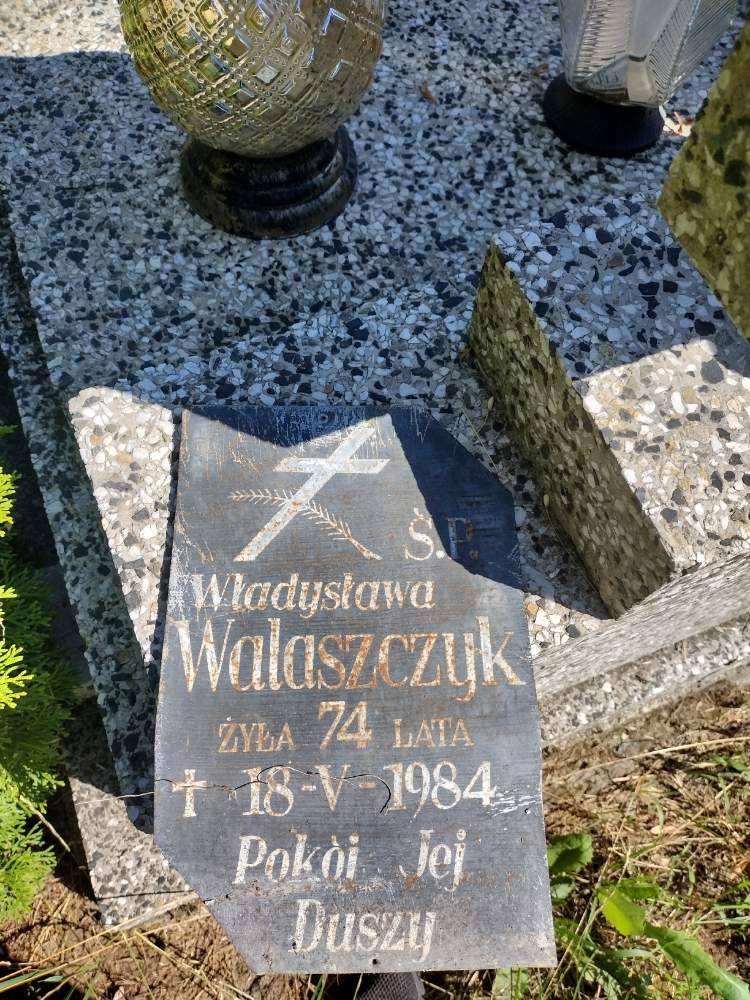 Ś.P.
Władysława
Walaszczyk
ŻYŁA 74 LATA
✝ 18-V-1984
Pokój Jej
Duszy